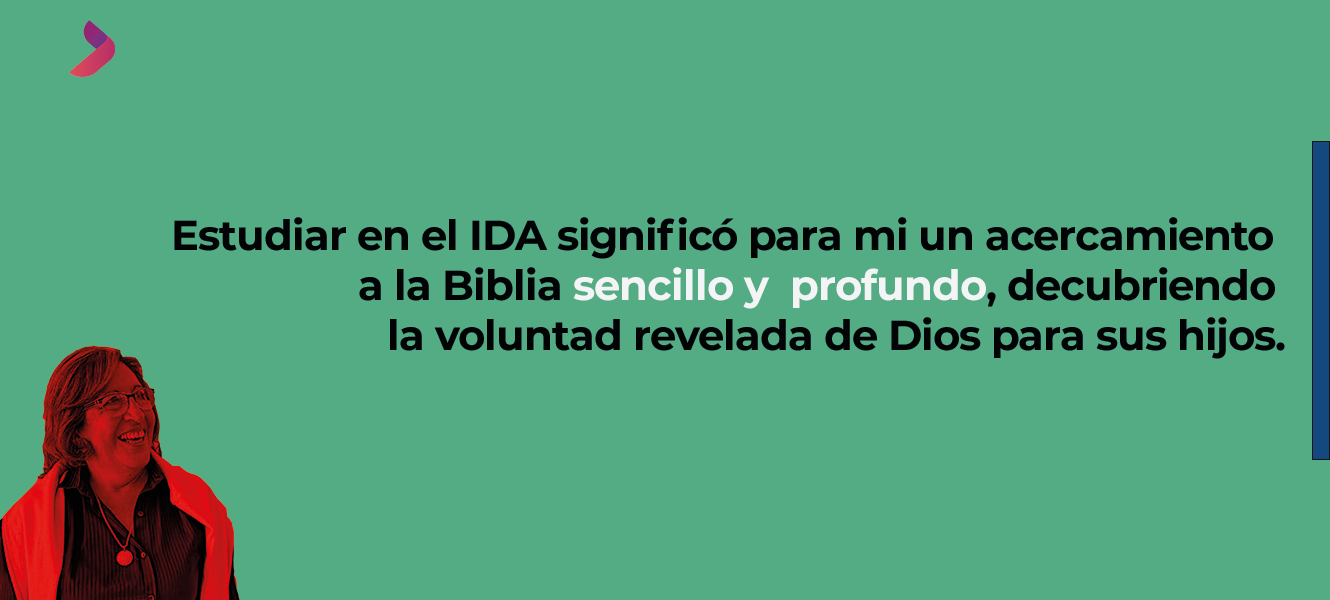 Estudiar en el IDA significó para mi un acercamiento
a la Biblia sencillo y  profundo, decubriendo
la voluntad revelada de Dios para sus hijos.